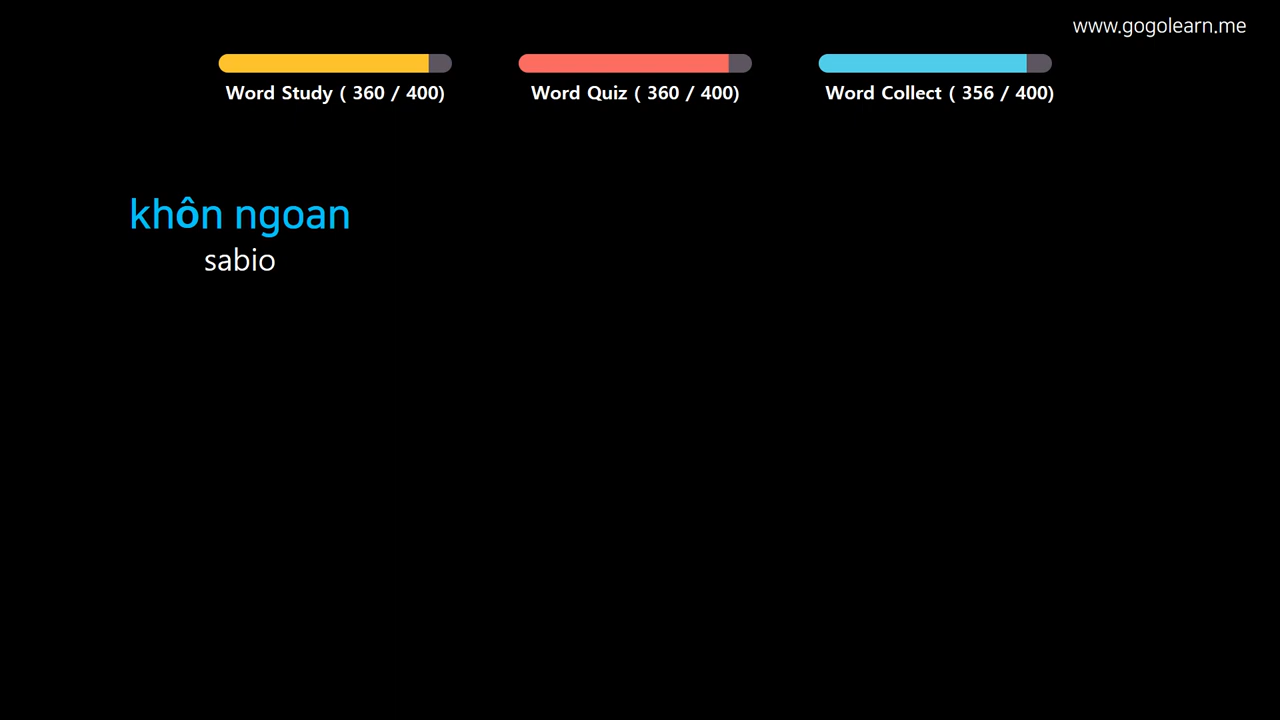 www.gogolearn.me
Word Study ( 360 / 400)
Word Quiz ( 360 / 400)
Word Collect ( 356 / 400)
khôn ngoan
sabio